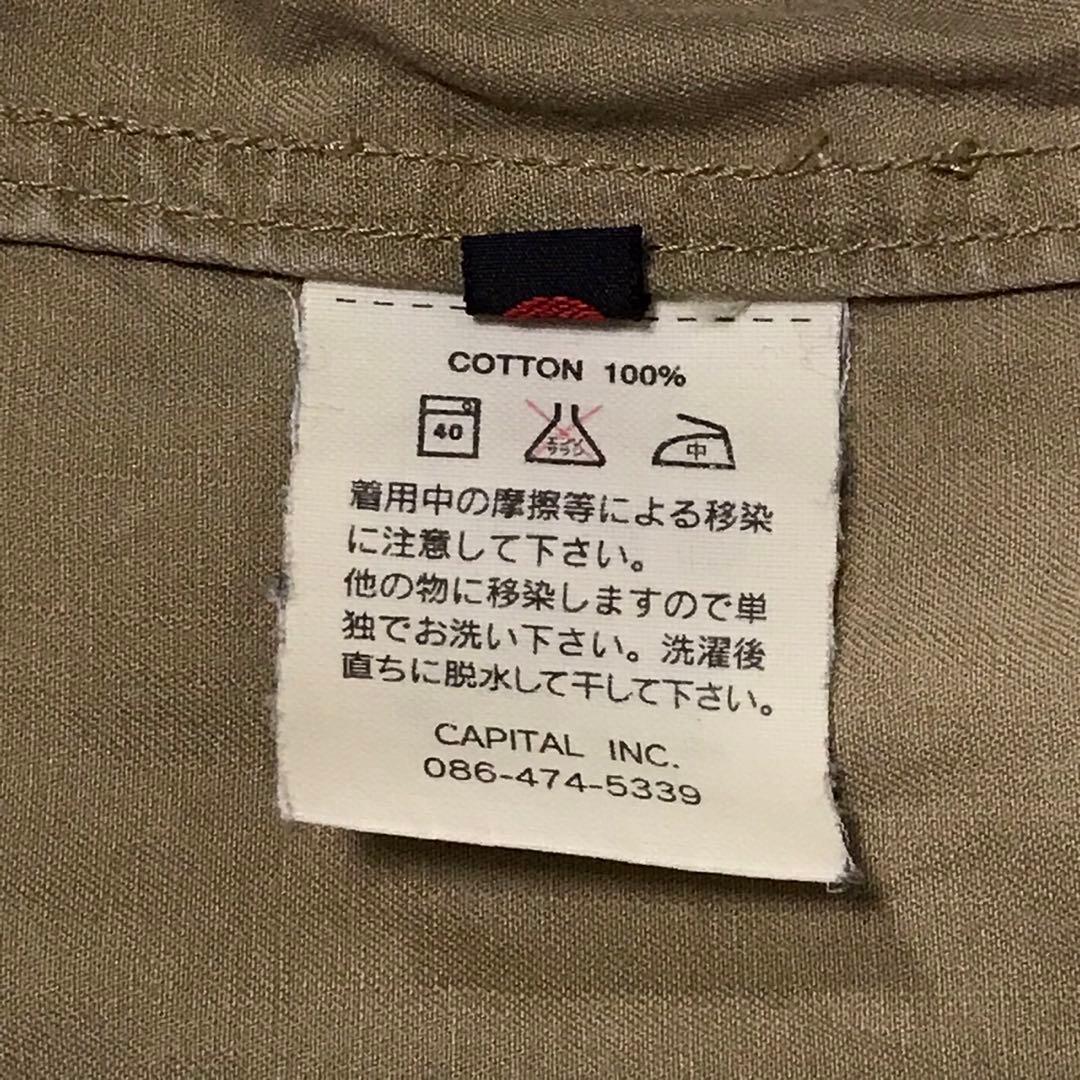 COTTON 100%
40 エンソサラシ 中
着用中の摩擦等による移染
に注意して下さい。
他の物に移染しますので単
独でお洗い下さい。洗濯後
直ちに脱水して干して下さい。
CAPITAL INC.
086-474-5339